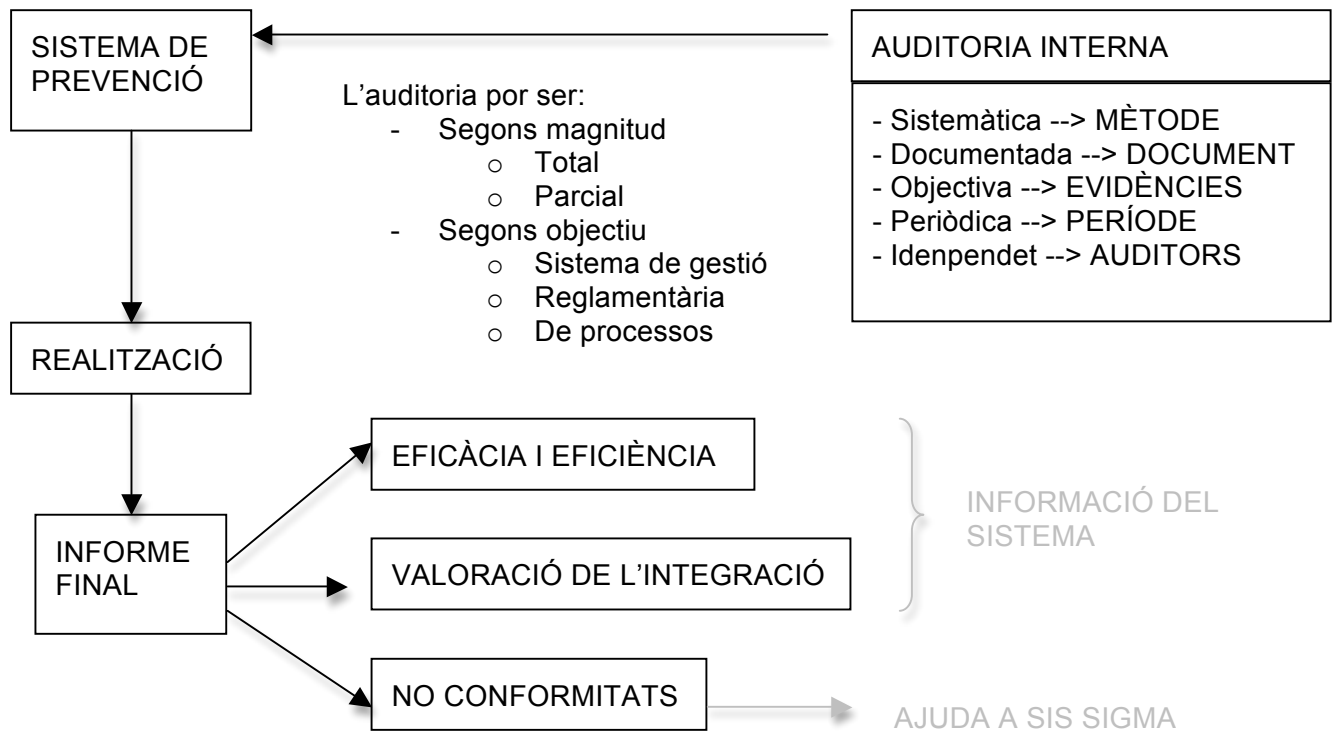 SISTEMA DE
PREVENCIÓ
AUDITORIA INTERNA
- Sistemàtica --> MÈTODE
- Documentada --> DOCUMENT
- Objectiva --> EVIDÈNCIES
- Periòdica --> PERÍODE
- Idenpendet --> AUDITORS
L’auditoria por ser:
- Segons magnitud
o Total
o Parcial
- Segons objectiu
o Sistema de gestió
o Reglamentària
o De processos
REALITZACIÓ
INFORME
FINAL
EFICÀCIA I EFICIÈNCIA
VALORACIÓ DE L’INTEGRACIÓ
NO CONFORMITATS
INFORMACIÓ DEL
SISTEMA
AJUDA A SIS SIGMA